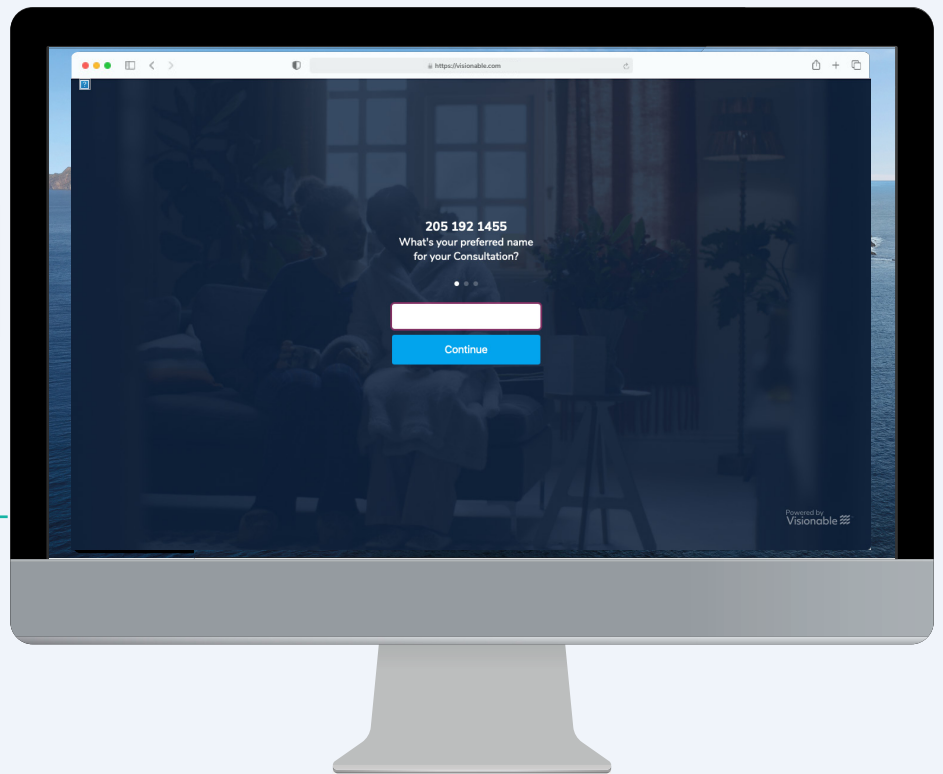 https://visionable.com
205 192 1455
What's your preferred name
for your Consultation?
Continue
Powered by
Visionable